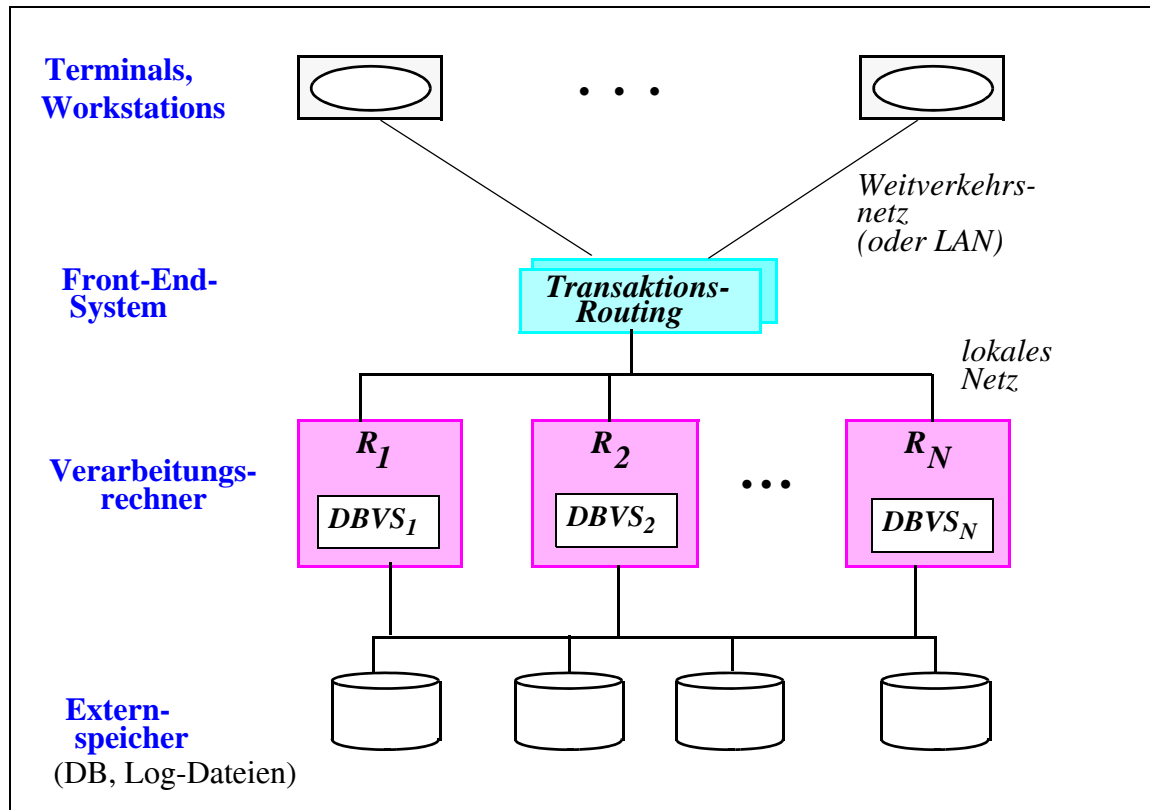 Terminals,
Workstations
. . .
Weitverkehrs-
netz
(oder LAN)
Front-End-
System
Transaktions-
Routing
lokales
Netz
Verarbeitungs-
rechner
R1
R2
...
RN
DBVS1
DBVS2
DBVSN
Extern-
speicher
(DB, Log-Dateien)